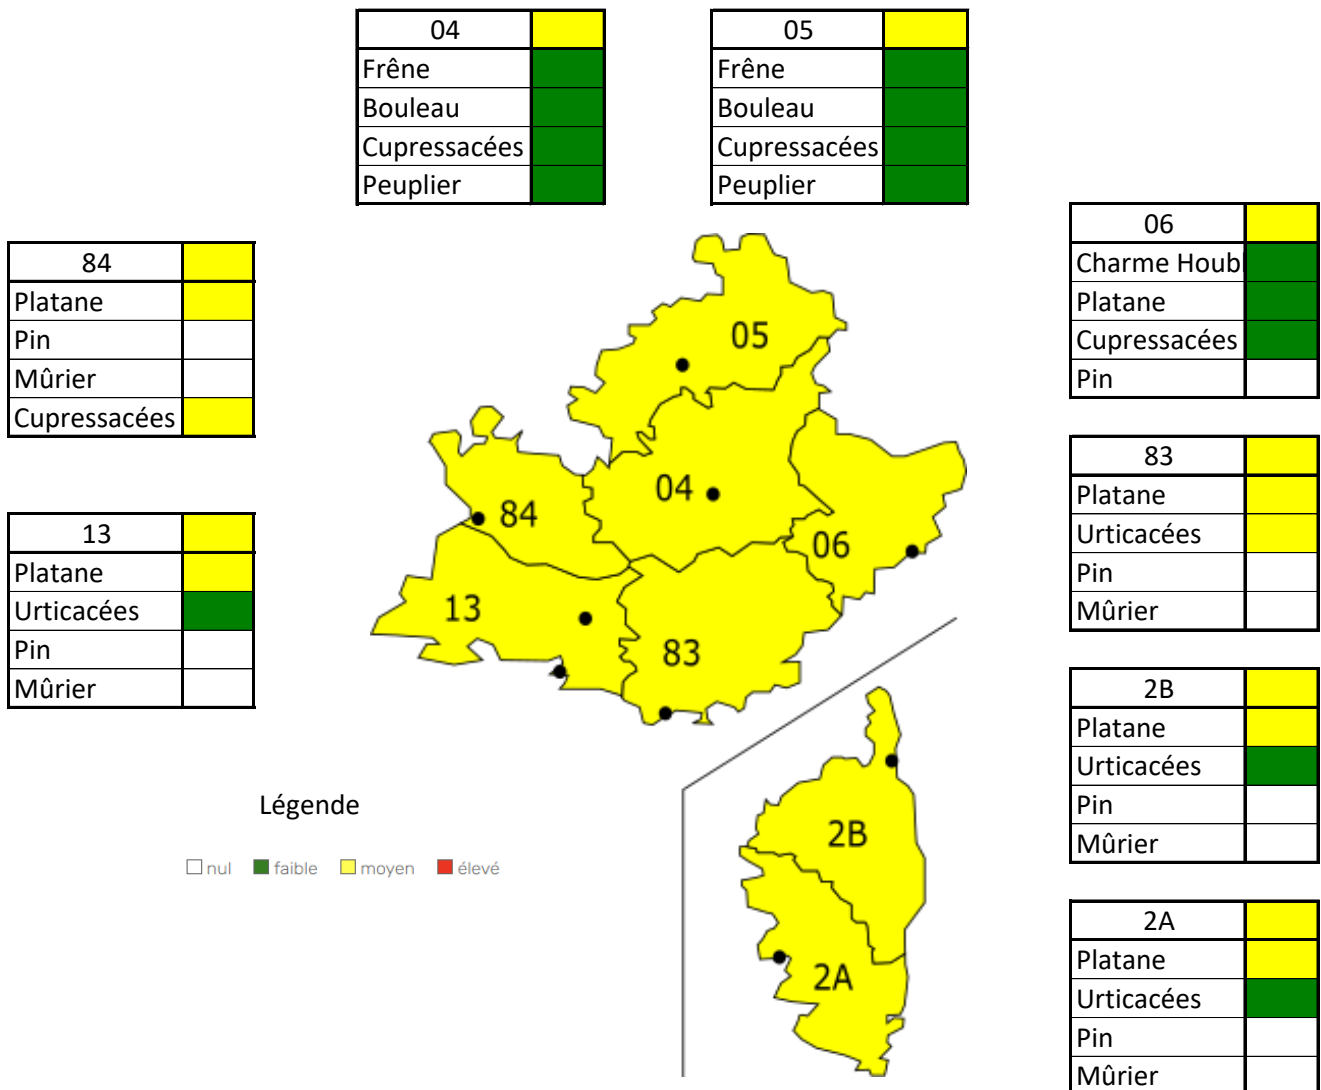 04
Frêne
Bouleau
Cupressacées
Peuplier
05
Frêne
Bouleau
Cupressacées
Peuplier
84
Platane
Pin
Mûrier
Cupressacées
13
Platane
Urticacées
Pin
Mûrier
06
Charme Houb
Platane
Cupressacées
Pin
83
Platane
Urticacées
Pin
Mûrier
2B
Platane
Urticacées
Pin
Mûrier
2A
Platane
Urticacées
Pin
Mûrier
05
04
84
06
13
83
2B
2A
Légende
nul faible moyen élevé